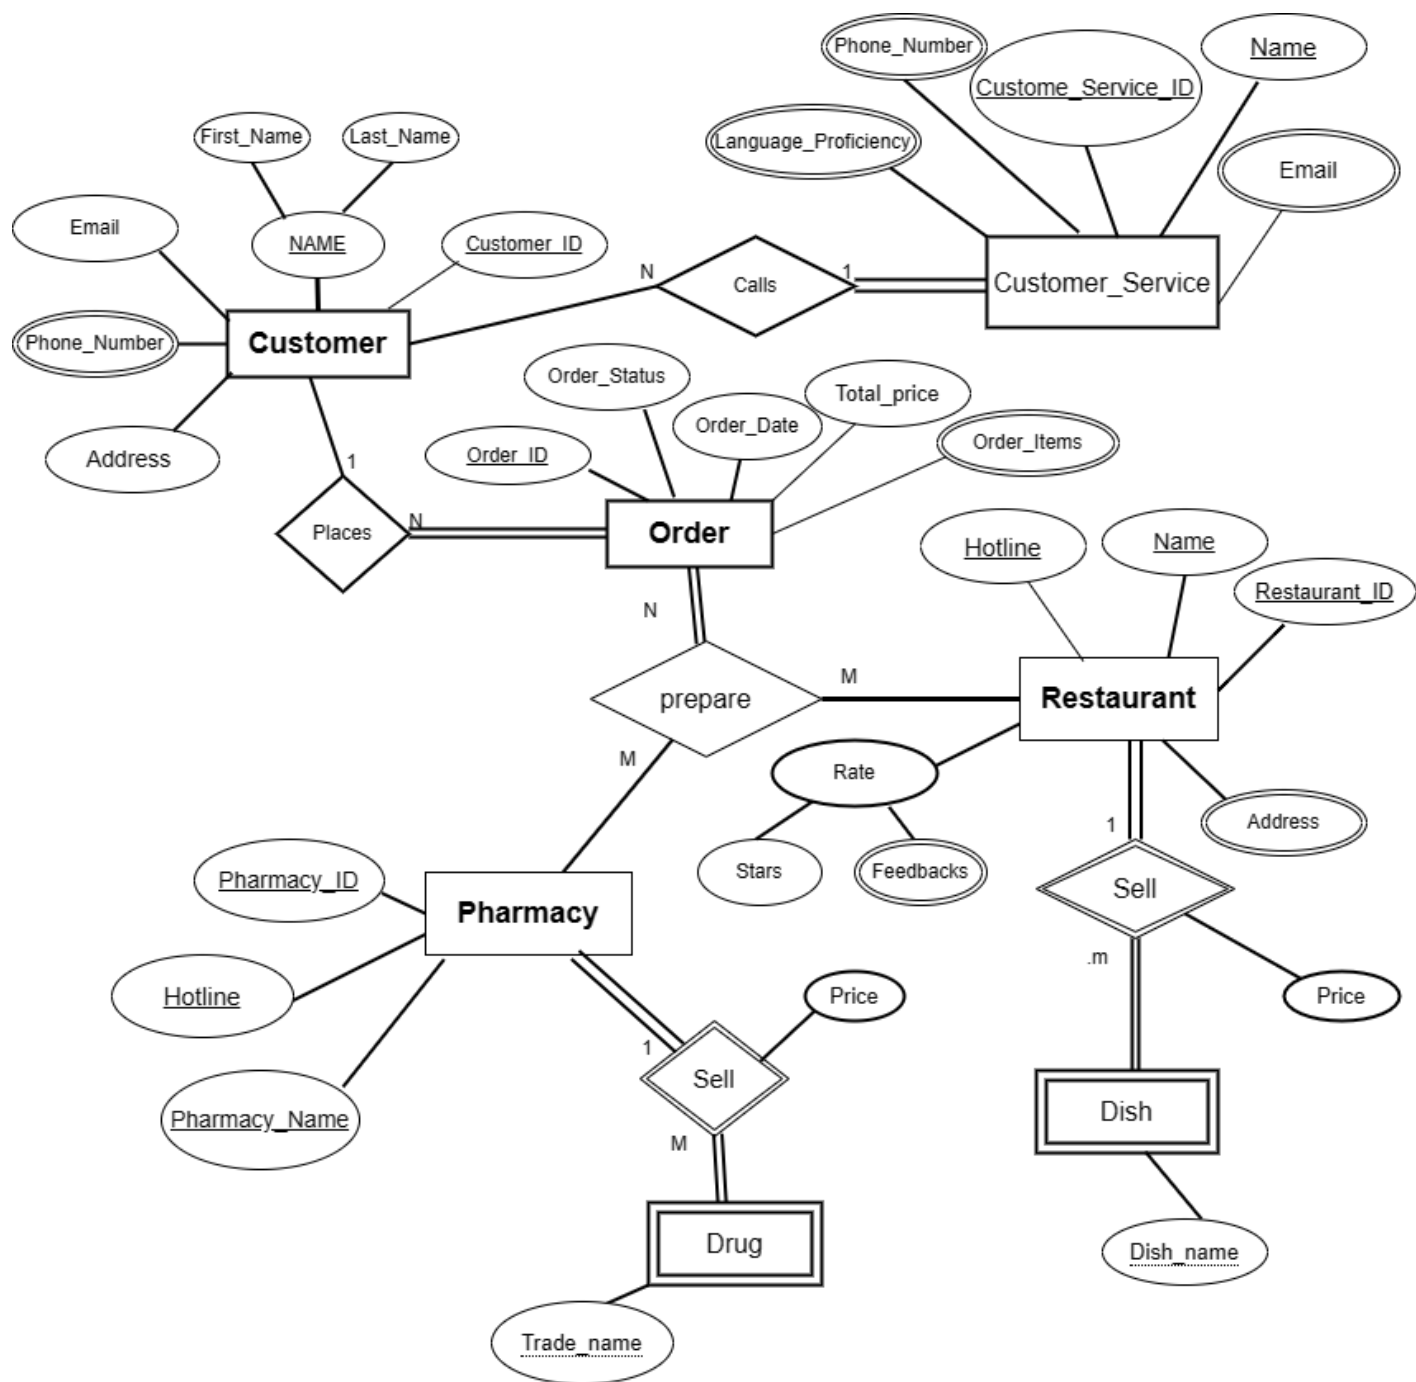 Phone_Number
Custome_Service_ID
Name
Language_Proficiency
Email
First_Name
Last_Name
Email
NAME
Customer_ID
Phone_Number
Customer
Address
N
Calls
1
Customer_Service
Order_Status
Total_price
Order_Date
Order_ID
Order_Items
1
Places
N
Order
Hotline
Name
Restaurant_ID
N
prepare
M
Restaurant
M
Rate
Stars
Feedbacks
Address
1
Sell
.m
Price
Pharmacy_ID
Pharmacy
Hotline
Pharmacy_Name
Price
1
Sell
M
Dish
Dish_name
Drug
Trade_name